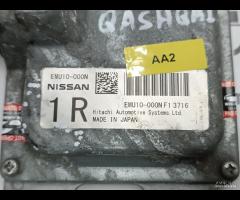 QASHQAI
AA2
EMU10-000N
NISSAN
1R
EMU10-000N F1 3716
Hitachi Automotive Systems Ltd.
MADE IN JAPAN